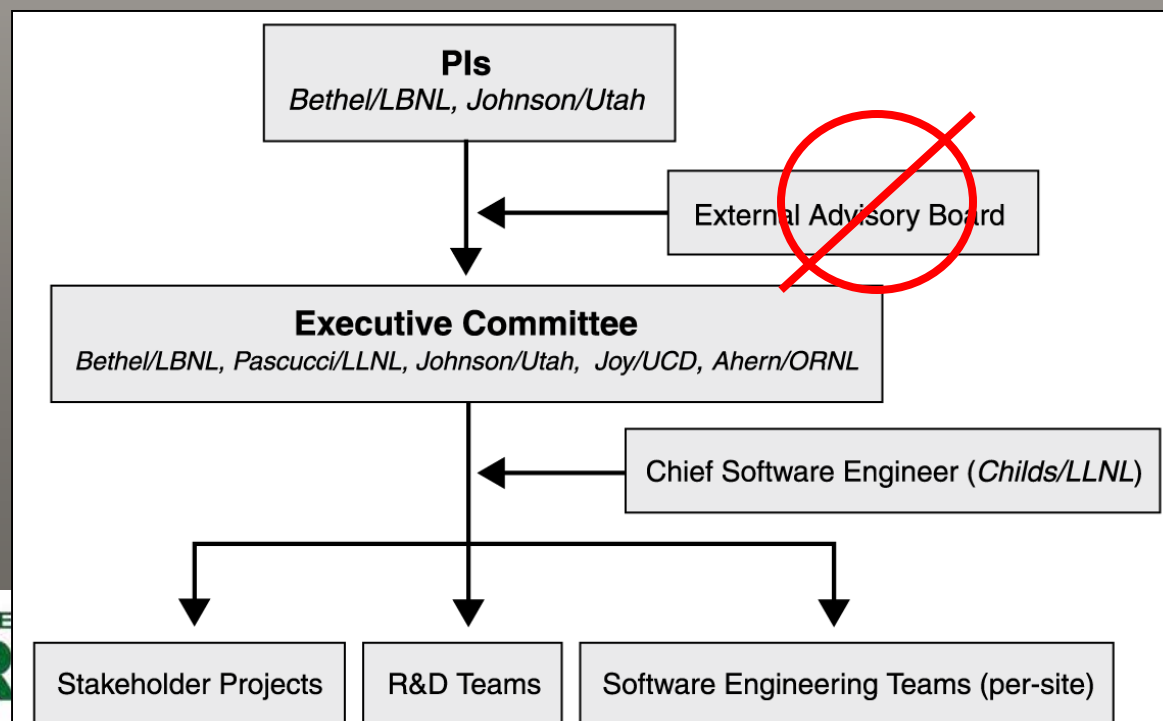 PIs
Bethel/LBNL, Johnson/Utah
External Advisory Board
Executive Committee
Bethel/LBNL, Pascucci/LLNL, Johnson/Utah, Joy/UCD, Ahern/ORNL
Chief Software Engineer (Childs/LLNL)
Stakeholder Projects
R&D Teams
Software Engineering Teams (per-site)